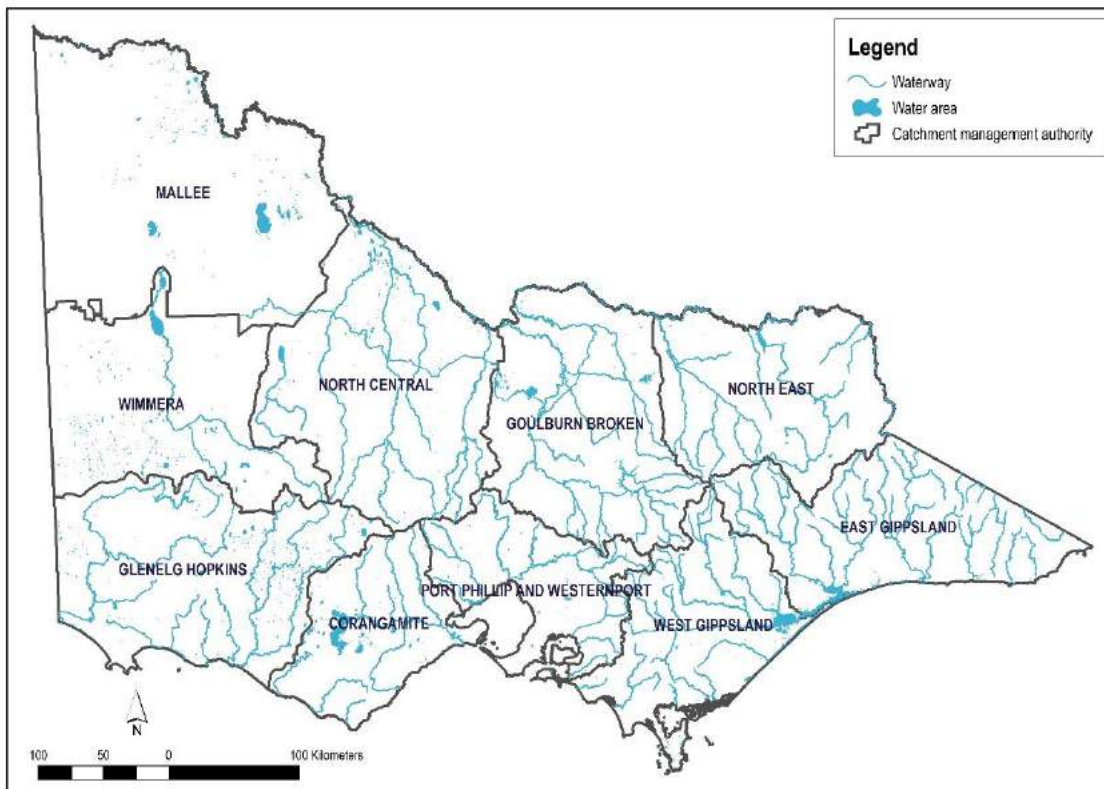 Legend
Waterway
Water area
Catchment management authority
MALLEE
NORTH CENTRAL
WIMMERA
NORTH EAST
GOULBURN BROKEN
EAST GIPPSLAND
GLENELG HOPKINS
PORT PHILLIP AND WESTERNPORT
CORANGAMITE
WEST GIPPSLAND
N
100 50 0 100 Kilometers